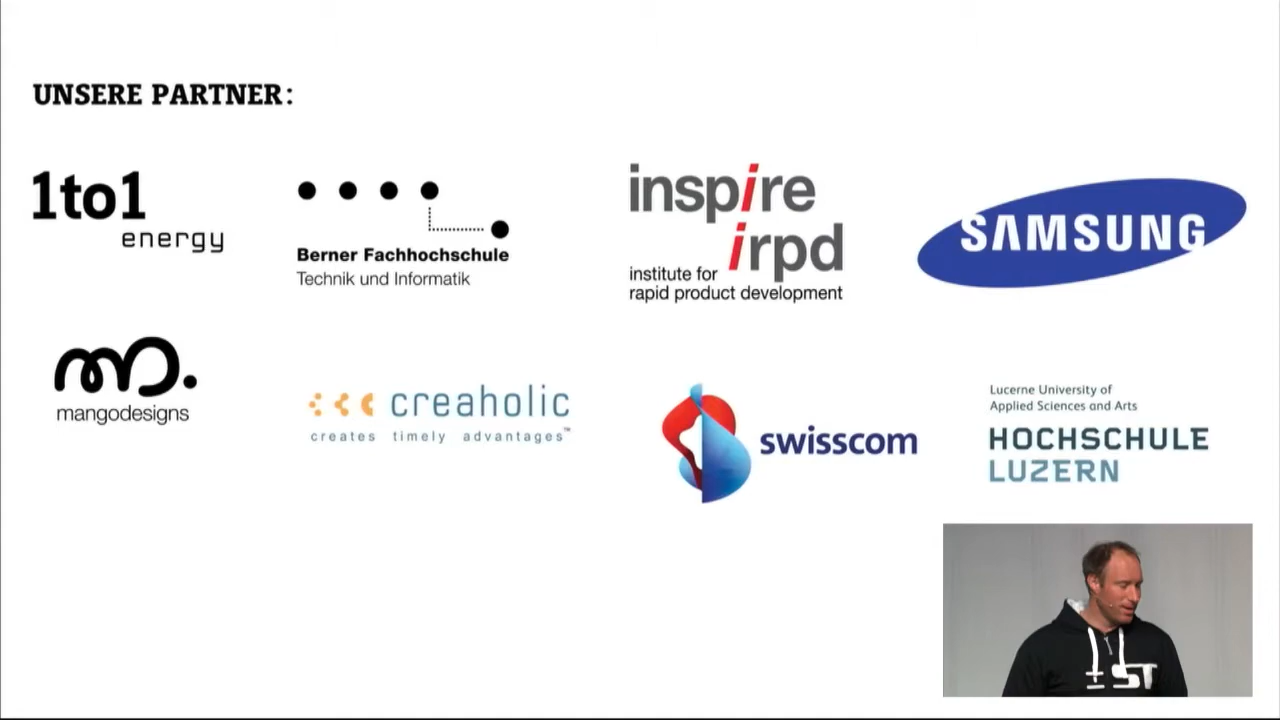 UNSERE PARTNER:
1to1
energy
Berner Fachhochschule
Technik und Informatik
inspire
irpd
institute for
rapid product development
SAMSUNG
mangodesigns
creaholic
creates timely advantages™
swisscom
Lucerne University of
Applied Sciences and Arts
HOCHSCHULE
LUZERN
± ST